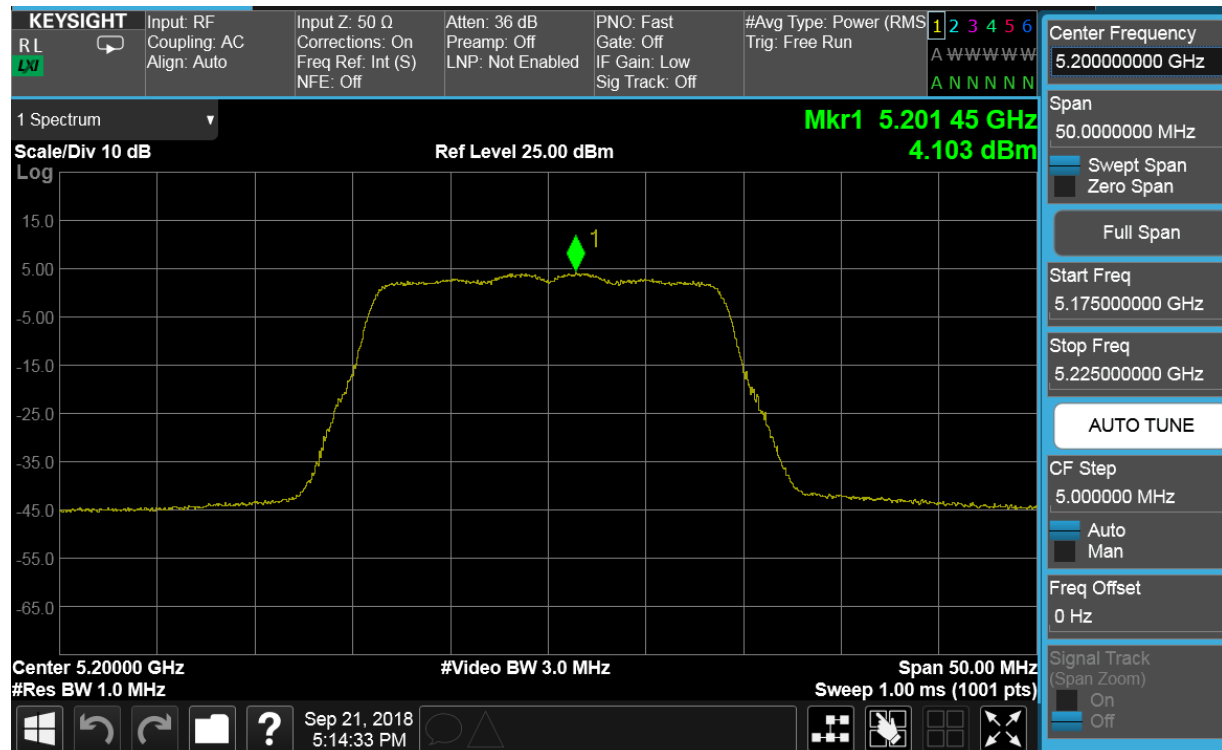 KEYSIGHT
R L
LXI
Input: RF
Coupling: AC
Align: Auto
Input Z: 50 Ω
Corrections: On
Freq Ref: Int (S)
NFE: Off
Atten: 36 dB
Preamp: Off
LNP: Not Enabled
PNO: Fast
Gate: Off
IF Gain: Low
Sig Track: Off
#Avg Type: Power (RMS
Trig: Free Run
1 2 3 4 5 6
A W W W W W
A N N N N N
1 Spectrum
Scale/Div 10 dB
Ref Level 25.00 dBm
Mkr1 5.201 45 GHz
4.103 dBm
Log
15.0
5.00
-5.00
-15.0
-25.0
-35.0
-45.0
-55.0
-65.0
1
Center 5.20000 GHz
#Res BW 1.0 MHz
#Video BW 3.0 MHz
Span 50.00 MHz
Sweep 1.00 ms (1001 pts)
Center Frequency
5.200000000 GHz
Span
50.0000000 MHz
Swept Span
Zero Span
Full Span
Start Freq
5.175000000 GHz
Stop Freq
5.225000000 GHz
AUTO TUNE
CF Step
5.000000 MHz
Auto
Man
Freq Offset
0 Hz
Signal Track
(Span Zoom)
On
Off
?
Sep 21, 2018
5:14:33 PM